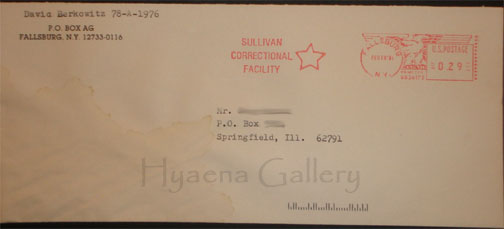 David Berkowitz 78-A-1976
P.O. BOX AG
FALLSBURG, N.Y. 12733-0116
SULLIVAN
CORRECTIONAL
FACILITY
FALLSBURG
N Y
U.S. POSTAGE
0.29
Mr.
P.O. Box
Springfield, Ill. 62791
Hyaena Gallery